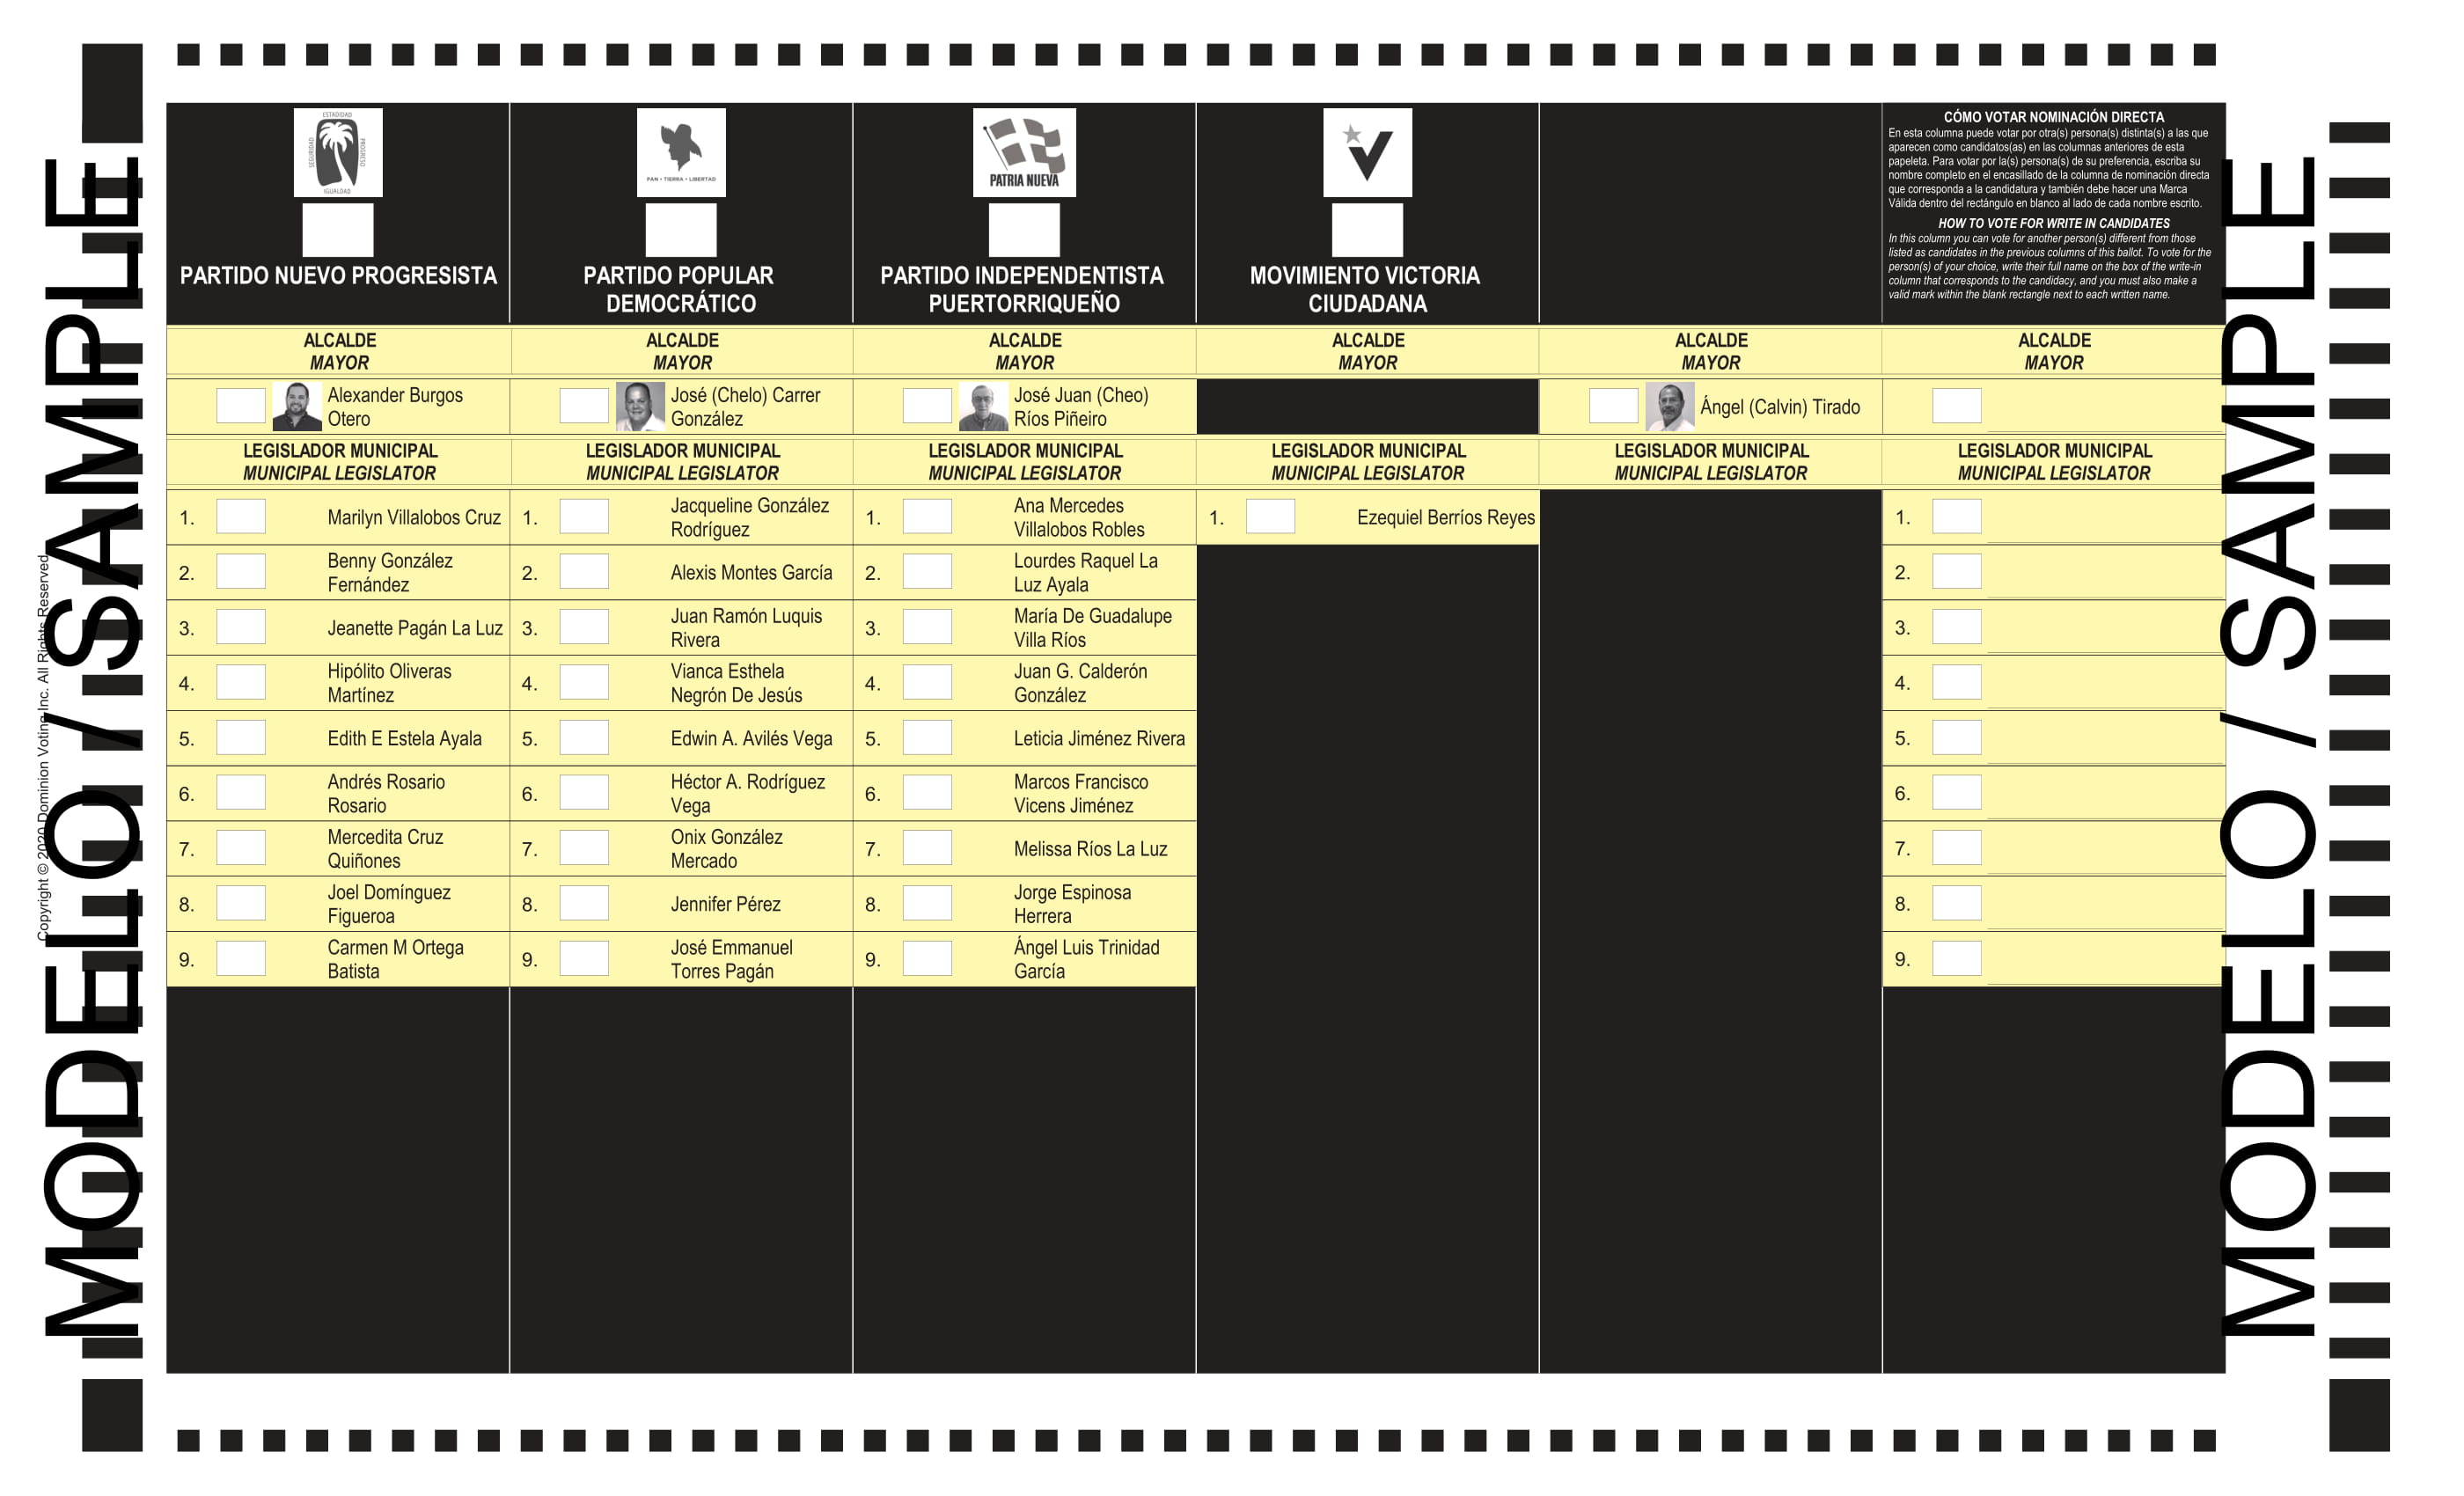 MODELO / SAMPLE
Copyright © 2020 Dominion Voting Inc. All Rights Reserved
ESTADIDAD
SEGURIDAD
PROGRESO
IGUALDAD
PARTIDO NUEVO PROGRESISTA
PAN • TIERRA • LIBERTAD
PARTIDO POPULAR
DEMOCRÁTICO
PATRIA NUEVA
PARTIDO INDEPENDENTISTA
PUERTORRIQUEÑO
MOVIMIENTO VICTORIA
CIUDADANA
CÓMO VOTAR NOMINACIÓN DIRECTA
En esta columna puede votar por otra(s) persona(s) distinta(s) a las que
aparecen como candidatos(as) en las columnas anteriores de esta
papeleta. Para votar por la(s) persona(s) de su preferencia, escriba su
nombre completo en el encasillado de la columna de nominación directa
que corresponda a la candidatura y también debe hacer una Marca
Válida dentro del rectángulo en blanco al lado de cada nombre escrito.
HOW TO VOTE FOR WRITE IN CANDIDATES
In this column you can vote for another person(s) different from those
listed as candidates in the previous columns of this ballot. To vote for the
person(s) of your choice, write their full name on the box of the write-in
column that corresponds to the candidacy, and you must also make a
valid mark within the blank rectangle next to each written name.
ALCALDE
MAYOR
Alexander Burgos
Otero
LEGISLADOR MUNICIPAL
MUNICIPAL LEGISLATOR
1. Marilyn Villalobos Cruz
2. Benny González
Fernández
3. Jeanette Pagán La Luz
4. Hipólito Oliveras
Martínez
5. Edith E Estela Ayala
6. Andrés Rosario
Rosario
7. Mercedita Cruz
Quiñones
8. Joel Domínguez
Figueroa
9. Carmen M Ortega
Batista
ALCALDE
MAYOR
José (Chelo) Carrer
González
LEGISLADOR MUNICIPAL
MUNICIPAL LEGISLATOR
1. Jacqueline González
Rodríguez
2. Alexis Montes García
3. Juan Ramón Luquis
Rivera
4. Vianca Esthela
Negrón De Jesús
5. Edwin A. Avilés Vega
6. Héctor A. Rodríguez
Vega
7. Onix González
Mercado
8. Jennifer Pérez
9. José Emmanuel
Torres Pagán
ALCALDE
MAYOR
José Juan (Cheo)
Ríos Piñeiro
LEGISLADOR MUNICIPAL
MUNICIPAL LEGISLATOR
1. Ana Mercedes
Villalobos Robles
2. Lourdes Raquel La
Luz Ayala
3. María De Guadalupe
Villa Ríos
4. Juan G. Calderón
González
5. Leticia Jiménez Rivera
6. Marcos Francisco
Vicens Jiménez
7. Melissa Ríos La Luz
8. Jorge Espinosa
Herrera
9. Ángel Luis Trinidad
García
ALCALDE
MAYOR
LEGISLADOR MUNICIPAL
MUNICIPAL LEGISLATOR
1. Ezequiel Berríos Reyes
ALCALDE
MAYOR
Ángel (Calvin) Tirado
LEGISLADOR MUNICIPAL
MUNICIPAL LEGISLATOR
ALCALDE
MAYOR
LEGISLADOR MUNICIPAL
MUNICIPAL LEGISLATOR
1.
2.
3.
4.
5.
6.
7.
8.
9.
MODELO / SAMPLE